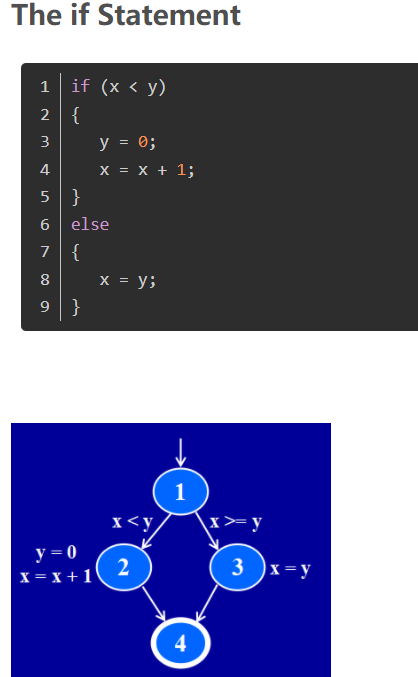 The if Statement
1 if (x < y)
2 {
3 y = 0;
4 x = x + 1;
5 }
6 else
7 {
8 x = y;
9 }
1
x < y x >= y
y = 0
x = x + 1
2 3 x = y
4